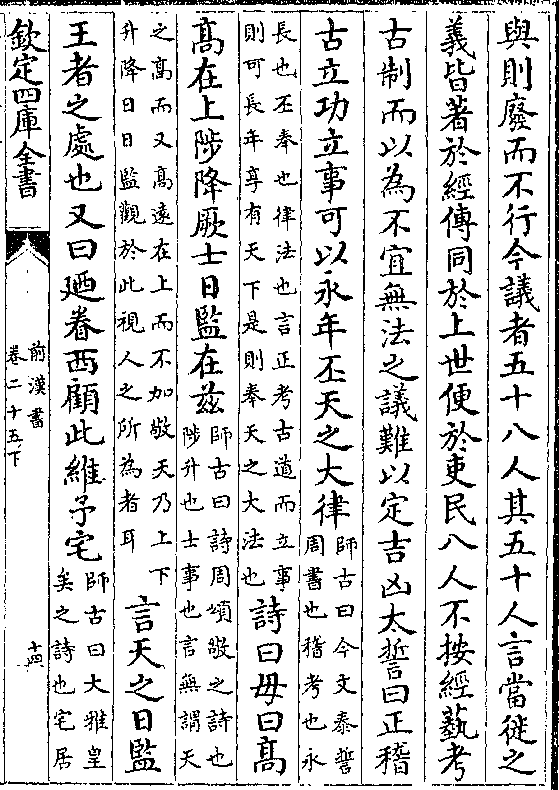 與則廢而不行今議者五十八人其五十人言當徙之
義皆著於經傳同於上世便於吏民八人不按經藝考
古制而以為不宜無法之議難以定吉凶太誓曰正稽
古立功立事可以永年丕天之大律
師古曰今文泰誓
周書也稽考也永
長也丕奉也律法也言正考古道而立事
則可長年享有天下是則奉天之大法也
詩曰毋曰髙
髙在上陟降厥士日監在兹
師古曰詩周頌敬之詩也
陟升也士事也言無謂天
之髙而又髙逺在上而不加敬天乃上下
升降日日監觀於此視人之所為者耳
言天之日監
王者之處也又曰廼眷西顧此維予宅
師古曰大雅皇
矣之詩也宅居
欽定四庫全書
前漢書
卷二十五下
十四